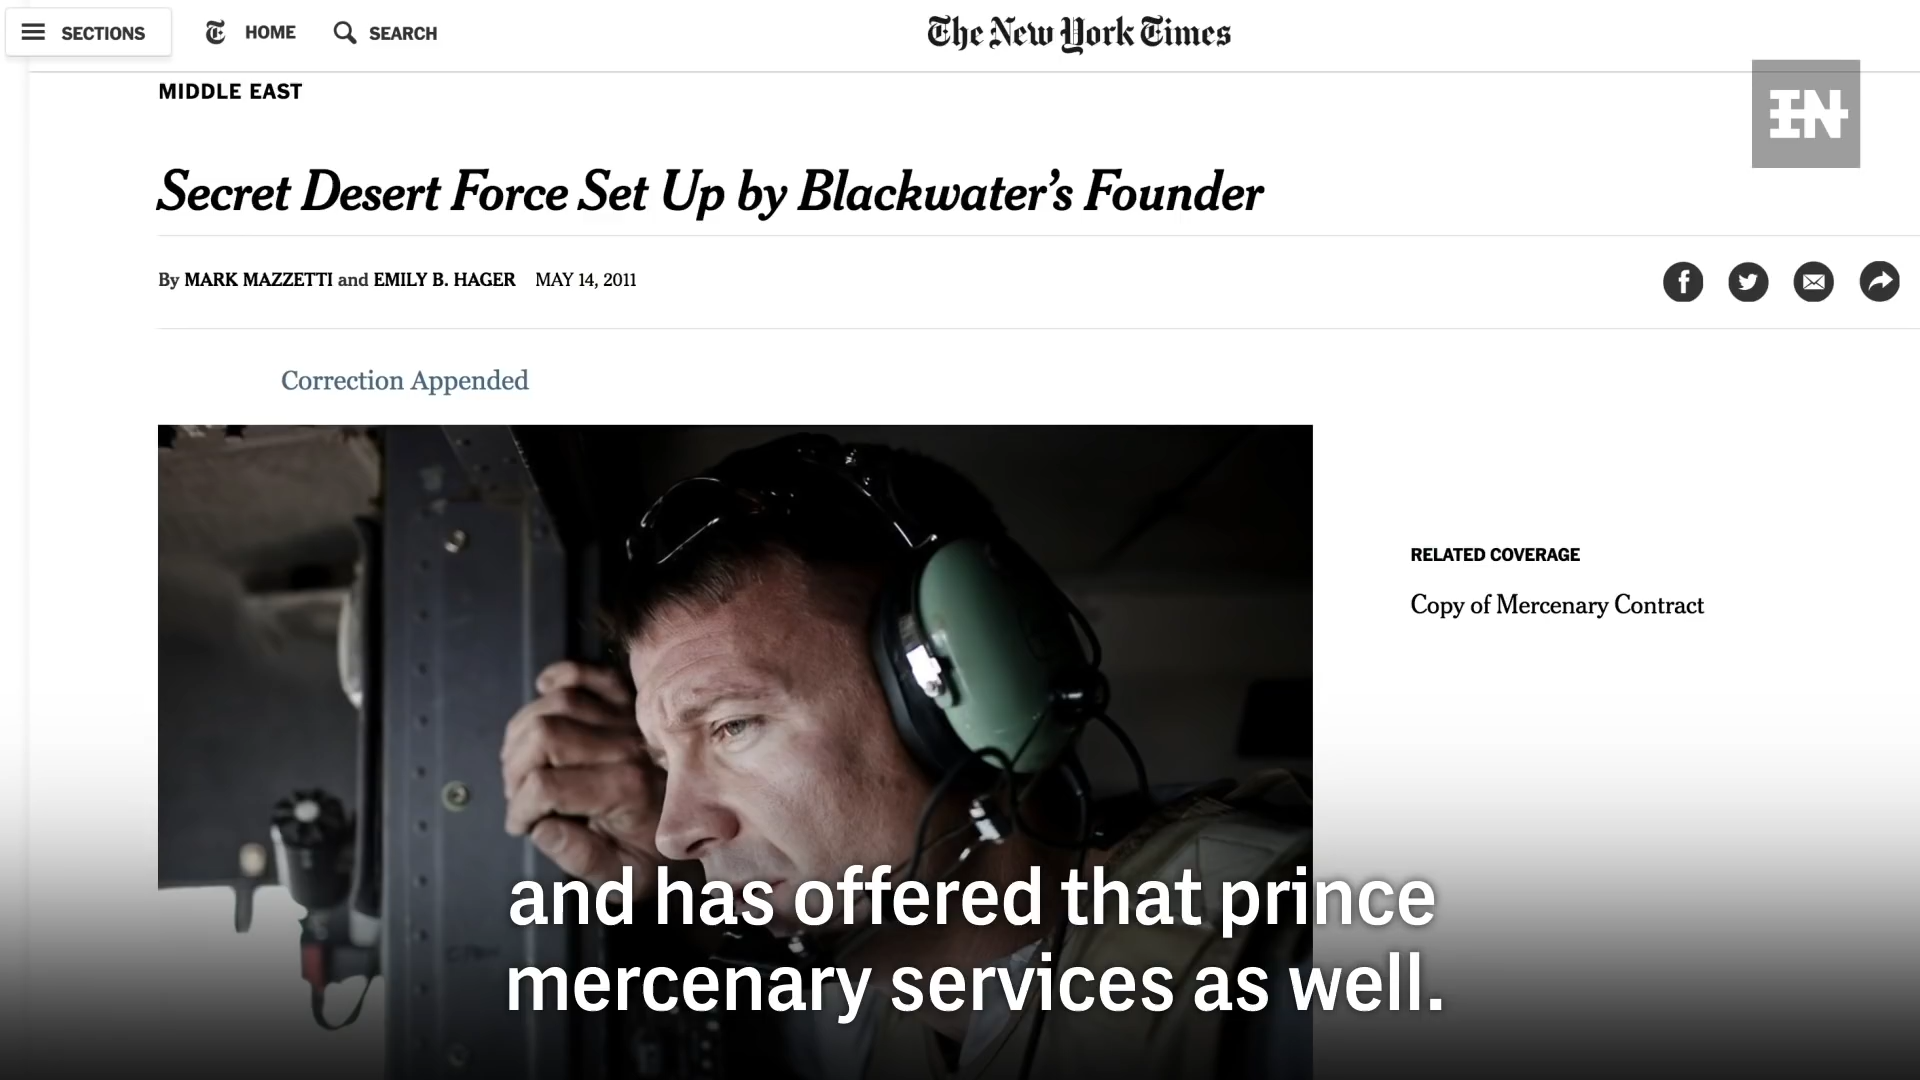 SECTIONS
HOME
SEARCH
The New York Times
IN
MIDDLE EAST
Secret Desert Force Set Up by Blackwater's Founder
By MARK MAZZETTI and EMILY B. HAGER MAY 14, 2011
Correction Appended
RELATED COVERAGE
Copy of Mercenary Contract
and has offered that prince
mercenary services as well.